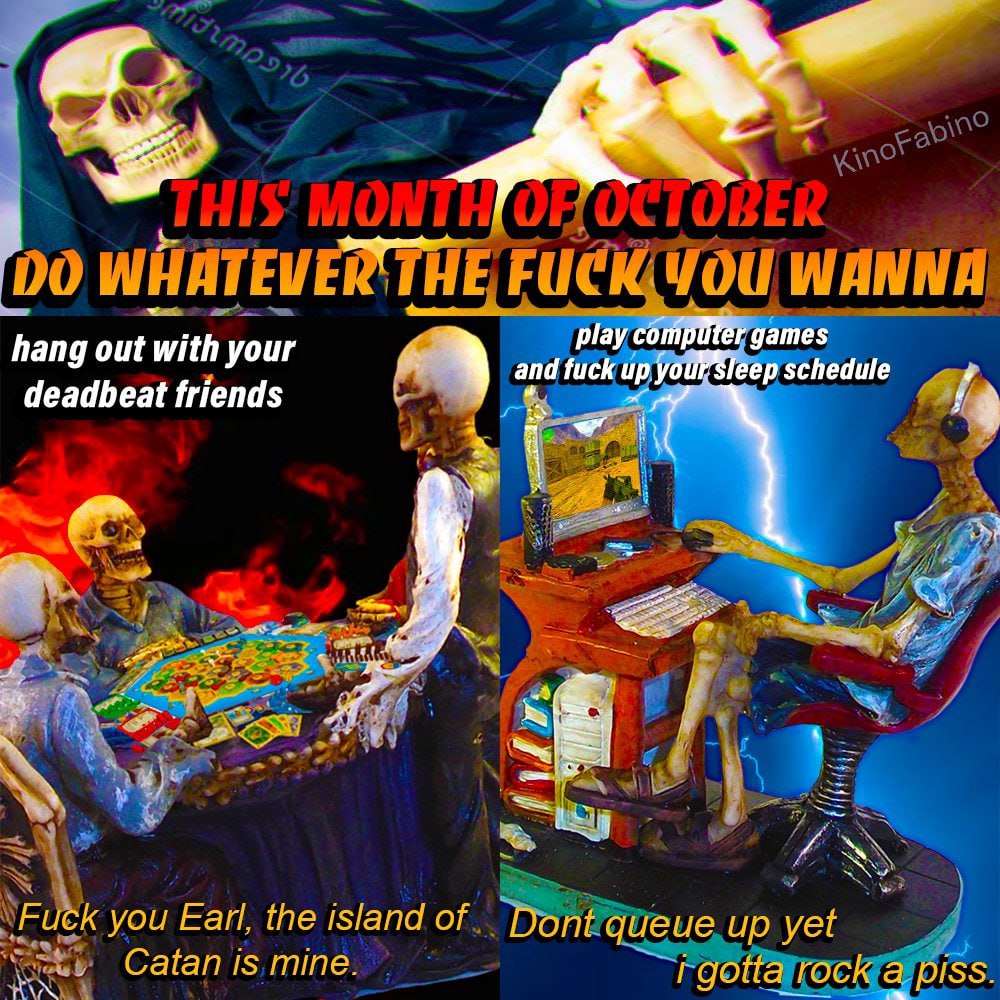 dreamstime
KinoFabino
THIS MONTH OF OCTOBER
DO WHATEVER THE FUCK YOU WANNA
hang out with your
deadbeat friends
play computer games
and fuck up your sleep schedule
Fuck you Earl, the island of
Catan is mine.
Dont queue up yet
i gotta rock a piss.